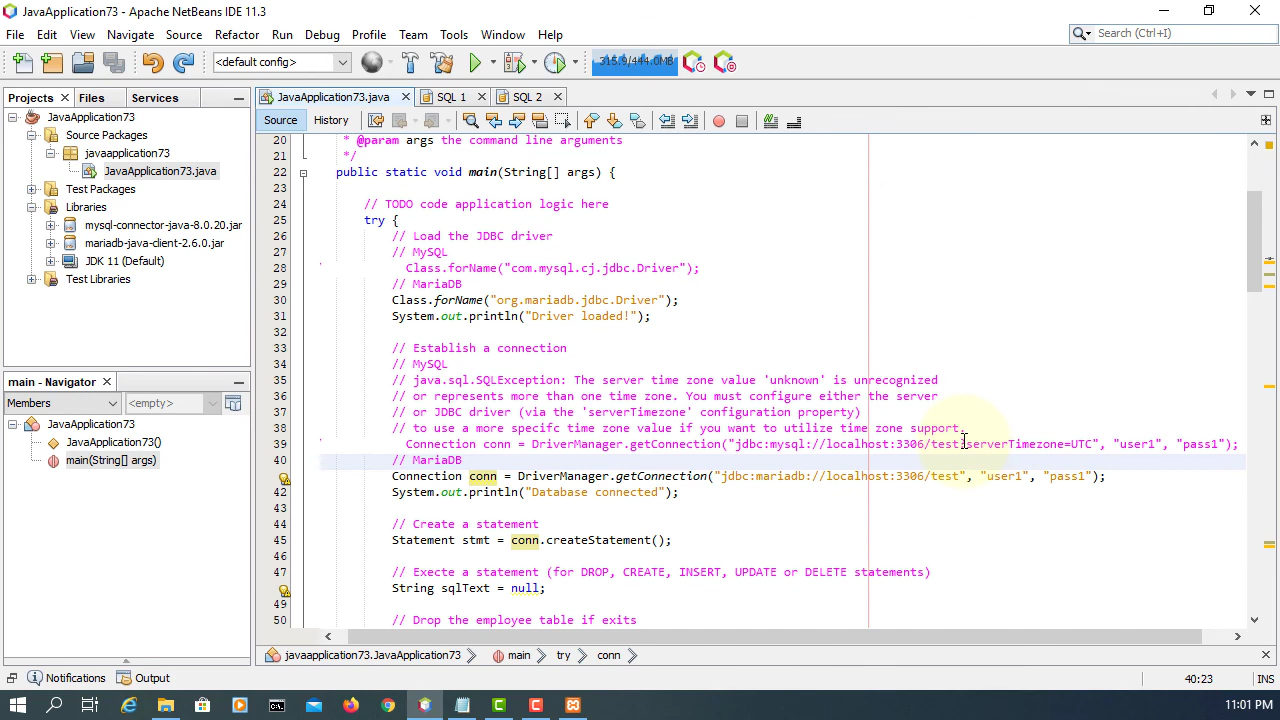 JavaApplication73 - Apache NetBeans IDE 11.3
File Edit View Navigate Source Refactor Run Debug Profile Team Tools Window Help
Search (Ctrl+I)
<default config>
315.9/444.0MB
Projects Files Services
JavaApplication73.java SQL 1 SQL 2
Source History
JavaApplication73
Source Packages
javaapplication73
JavaApplication73.java
Test Packages
Libraries
mysql-connector-java-8.0.20.jar
mariadb-java-client-2.6.0.jar
JDK 11 (Default)
Test Libraries
main - Navigator
Members <empty>
JavaApplication73
JavaApplication73()
main(String[] args)
20 * @param args the command line arguments
*/
22 public static void main(String[] args) {
23
24 // TODO code application logic here
25 try {
26 // Load the JDBC driver
27 // MySQL
28 Class.forName("com.mysql.cj.jdbc.Driver");
29 // MariaDB
30 Class.forName("org.mariadb.jdbc.Driver");
31 System.out.println("Driver loaded!");
32
33 // Establish a connection
34 // MySQL
35 // java.sql.SQLException: The server time zone value 'unknown' is unrecognized
36 // or represents more than one time zone. You must configure either the server
37 // or JDBC driver (via the 'serverTimezone' configuration property)
38 // to use a more specifc time zone value if you want to utilize time zone support.
39 Connection conn = DriverManager.getConnection("jdbc:mysql://localhost:3306/test?serverTimezone=UTC", "user1", "pass1");
40 // MariaDB
Connection conn = DriverManager.getConnection("jdbc:mariadb://localhost:3306/test", "user1", "pass1");
42 System.out.println("Database connected");
43
44 // Create a statement
45 Statement stmt = conn.createStatement();
46
47 // Execte a statement (for DROP, CREATE, INSERT, UPDATE or DELETE statements)
String sqlText = null;
49
50 // Drop the employee table if exits
javaapplication73.JavaApplication73 main try conn
Notifications Output
40:23 INS
11:01 PM